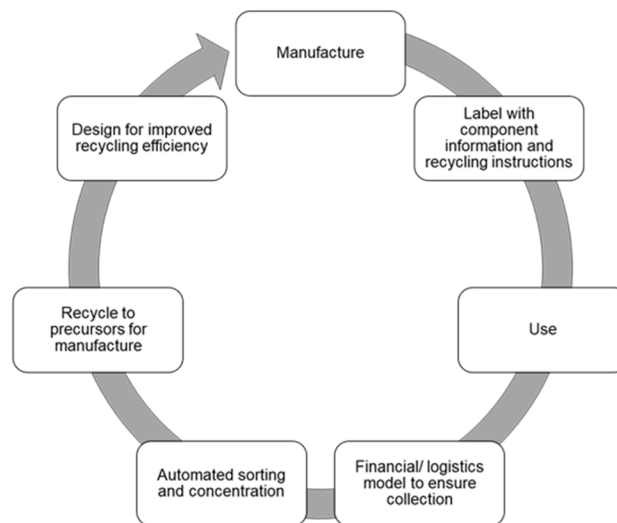 Manufacture
Label with
component
information and
recycling instructions
Use
Financial/ logistics
model to ensure
collection
Automated sorting
and concentration
Recycle to
precursors for
manufacture
Design for improved
recycling efficiency